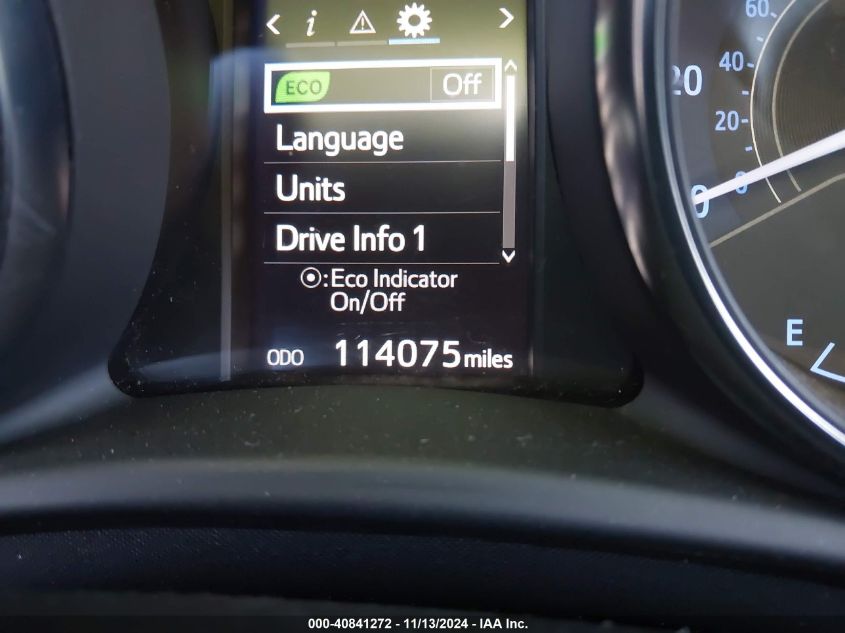 i
ECO Off
Language
Units
Drive Info 1
:Eco Indicator
On/Off
ODO 114075 miles
60
40
20
20
0
0
E
000-40841272 - 11/13/2024 - IAA Inc.